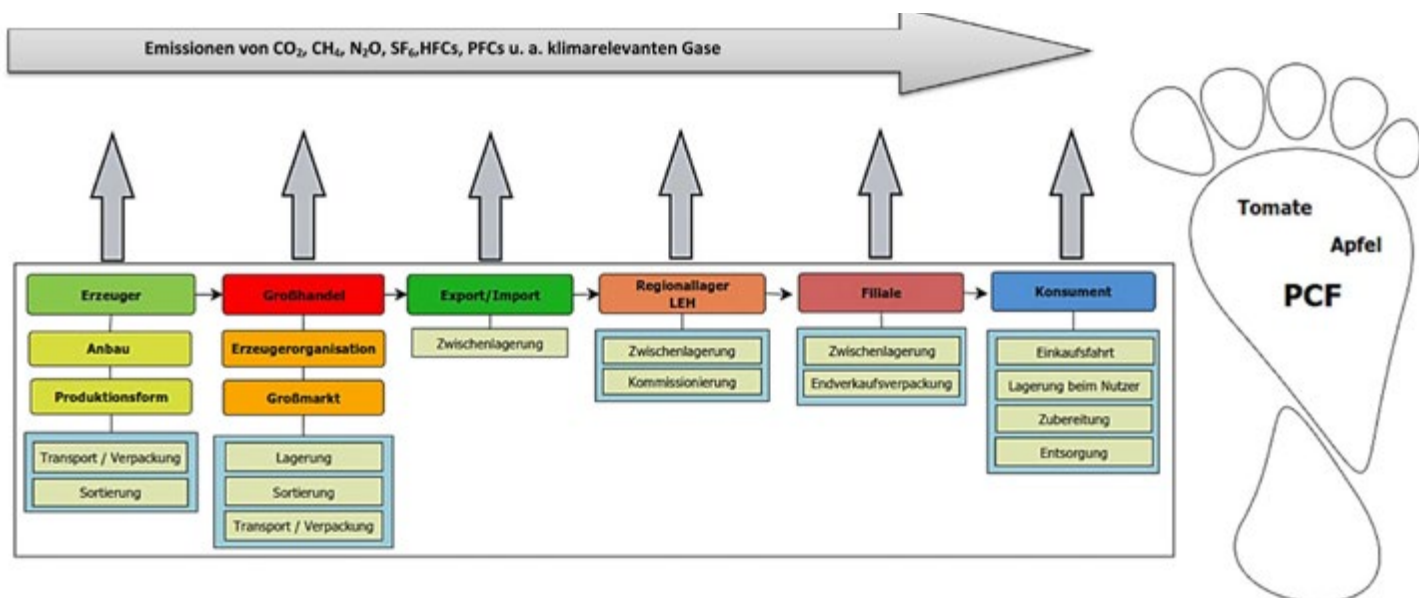 Emissionen von CO₂, CH₄, N₂O, SF₆,HFCs, PFCs u. a. klimarelevanten Gase
Erzeuger
Anbau
Produktionsform
Transport / Verpackung
Sortierung
Großhandel
Erzeugerorganisation
Großmarkt
Lagerung
Sortierung
Transport / Verpackung
Export/Import
Zwischenlagerung
Regionallager
LEH
Zwischenlagerung
Kommissionierung
Filiale
Zwischenlagerung
Endverkaufsverpackung
Konsument
Einkaufsfahrt
Lagerung beim Nutzer
Zubereitung
Entsorgung
Tomate
Apfel
PCF